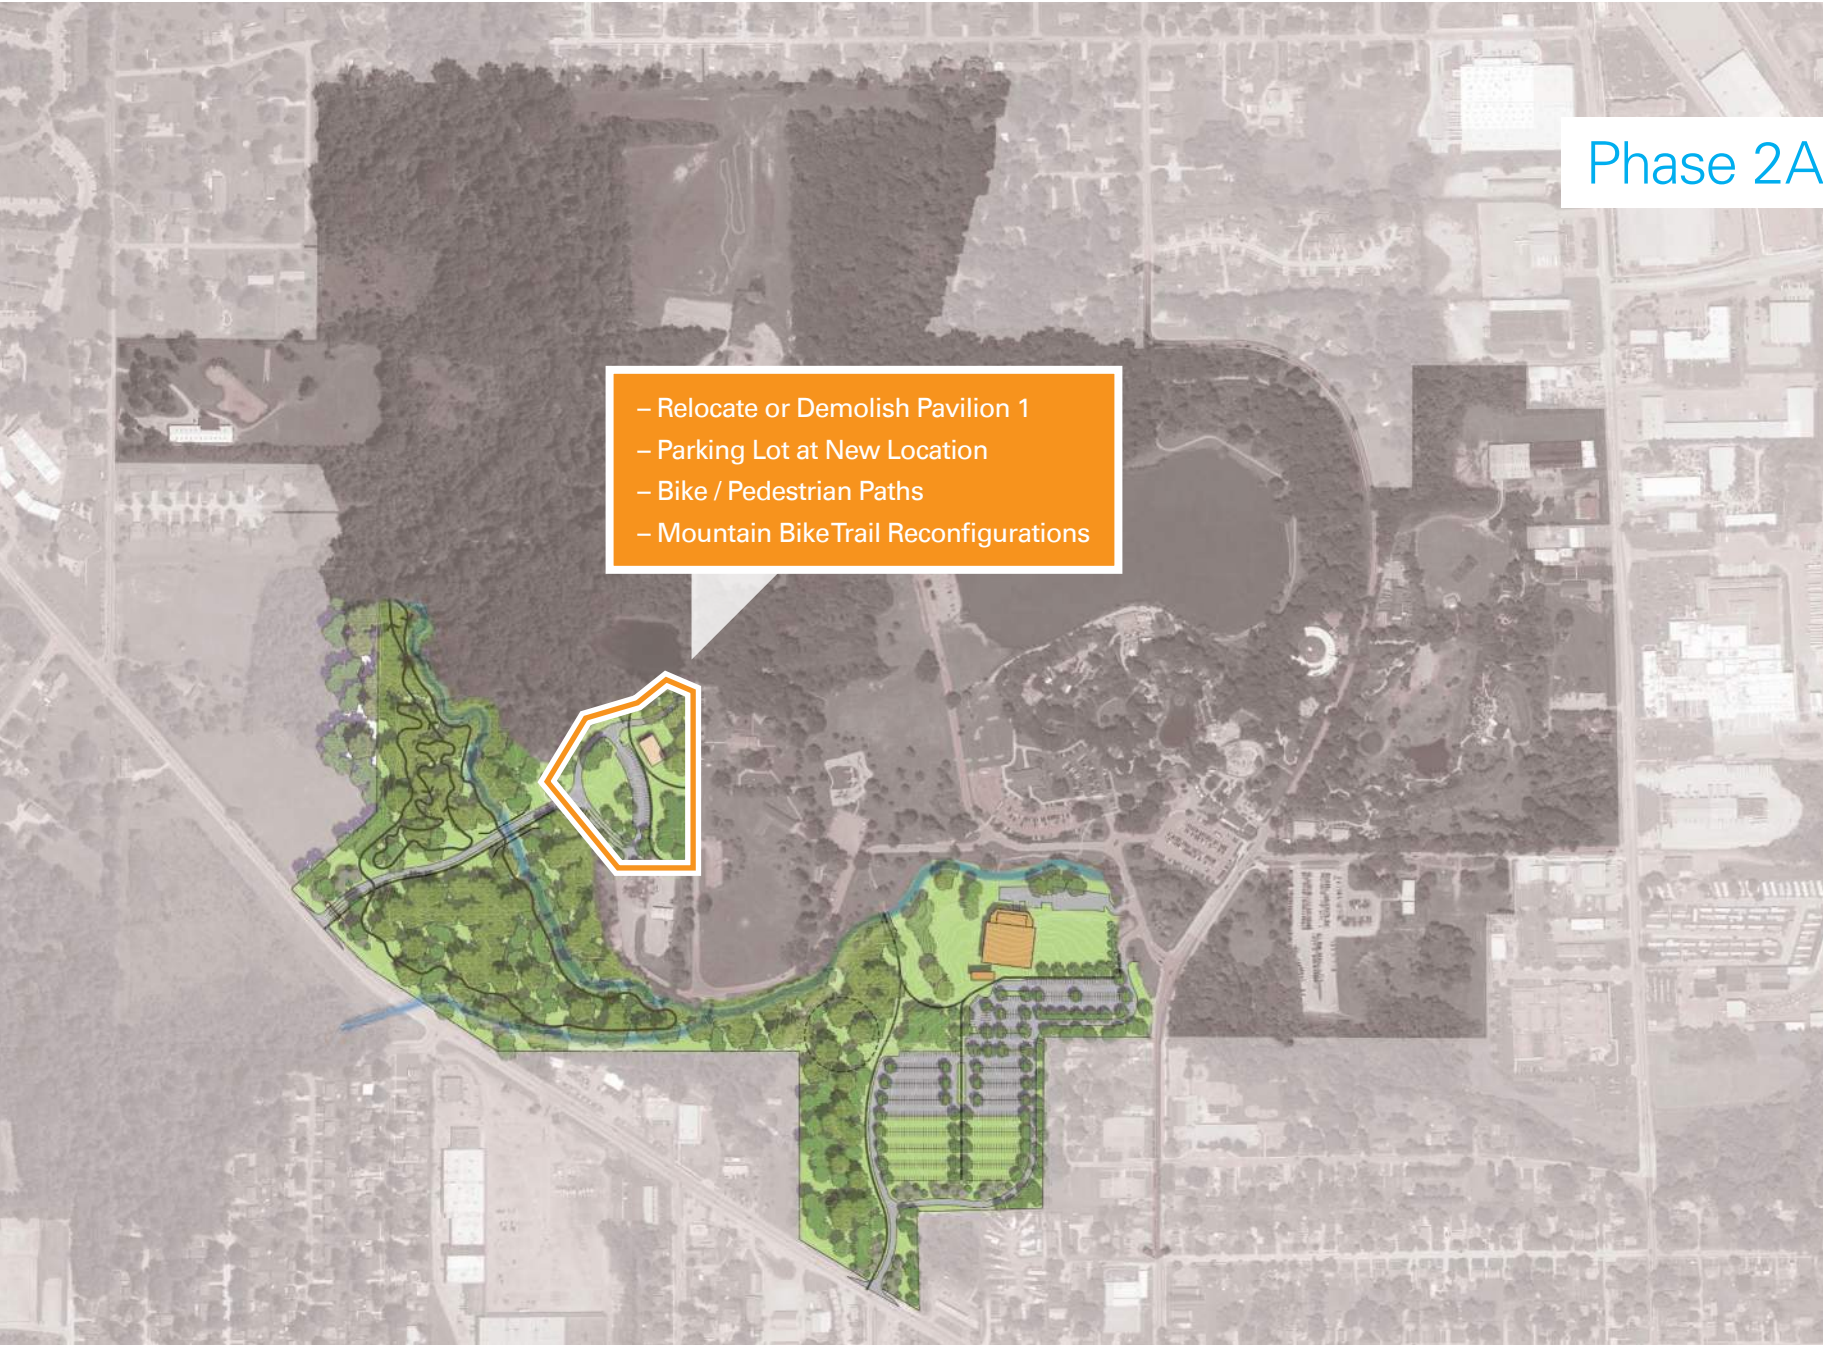 Phase 2A
– Relocate or Demolish Pavilion 1
– Parking Lot at New Location
– Bike / Pedestrian Paths
– Mountain Bike Trail Reconfigurations